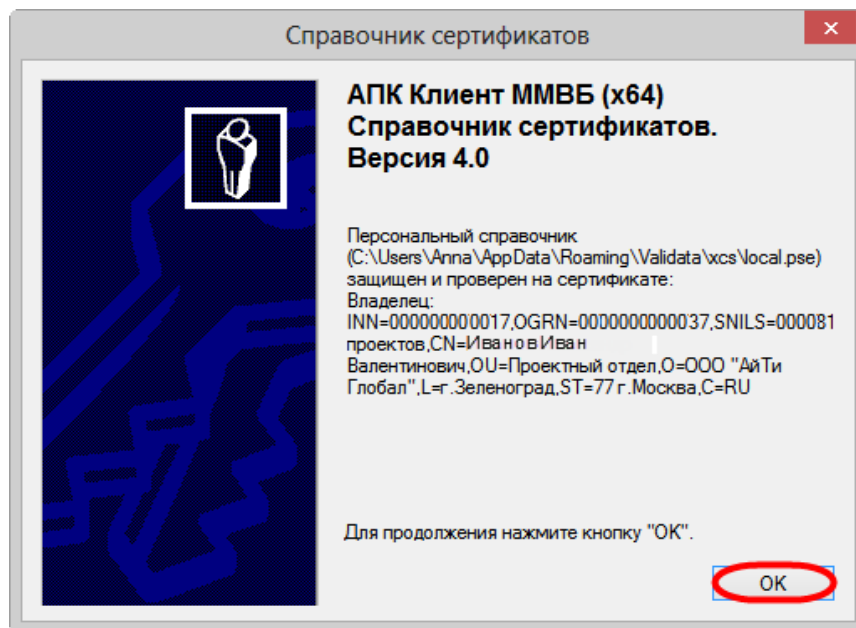 Справочник сертификатов
АПК Клиент ММВБ (x64)
Справочник сертификатов.
Версия 4.0
Персональный справочник
(C:\Users\Anna\AppData\Roaming\Validata\xcs\local.pse)
защищен и проверен на сертификате:
Владелец:
INN=000000000017,OGRN=00000000000037,SNILS=000081
проектов,CN=Иванов Иван
Валентинович,OU=Проектный отдел,O=ООО "АйТи
Глобал",L=г.Зеленоград,ST=77 г.Москва,C=RU
Для продолжения нажмите кнопку "ОК".
OK